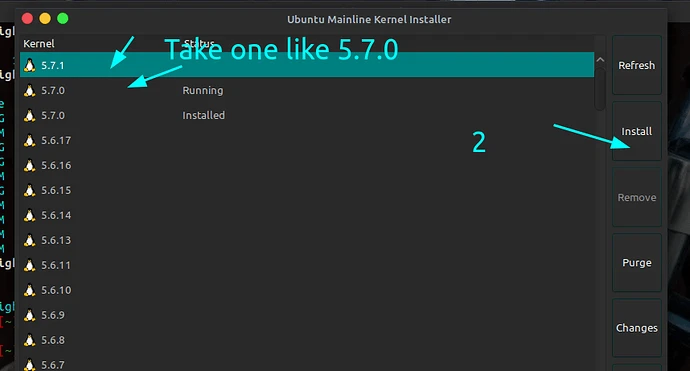 Ubuntu Mainline Kernel Installer
Kernel Status
Take one like 5.7.0
5.7.1
Refresh
5.7.0 Running
5.7.0 Installed
Install
2
5.6.17
5.6.16
5.6.15
Remove
5.6.14
5.6.13
5.6.11
Purge
5.6.10
5.6.9
Changes
5.6.8
5.6.7